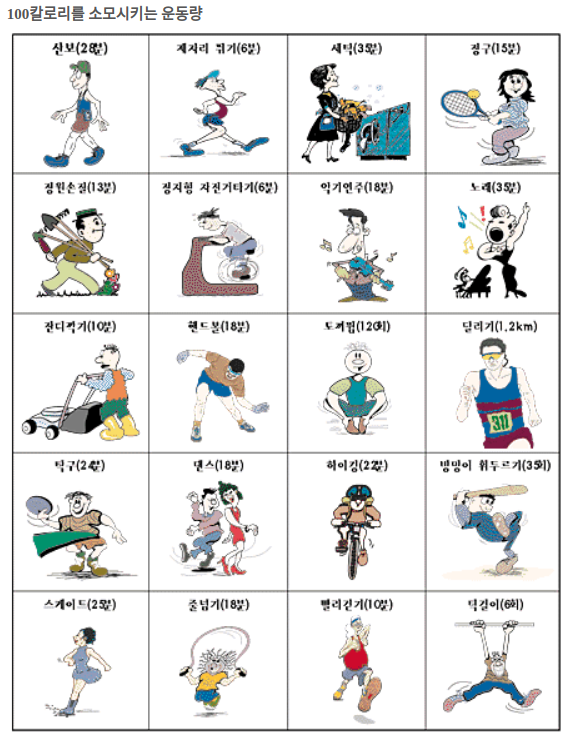 100칼로리를 소모시키는 운동량
산보(28분)
제자리 뛰기(6분)
세탁(35분)
정구(15분)
정원손질(13분)
정지형 자전거타기(6분)
악기연주(18분)
노래(35분)
잔디깎기(10분)
핸드볼(18분)
토끼뜀(120회)
달리기(1.2km)
311
탁구(24분)
댄스(18분)
하이킹(22분)
방망이 휘두르기(35회)
스케이트(25분)
줄넘기(18분)
빨리걷기(10분)
턱걸이(6회)